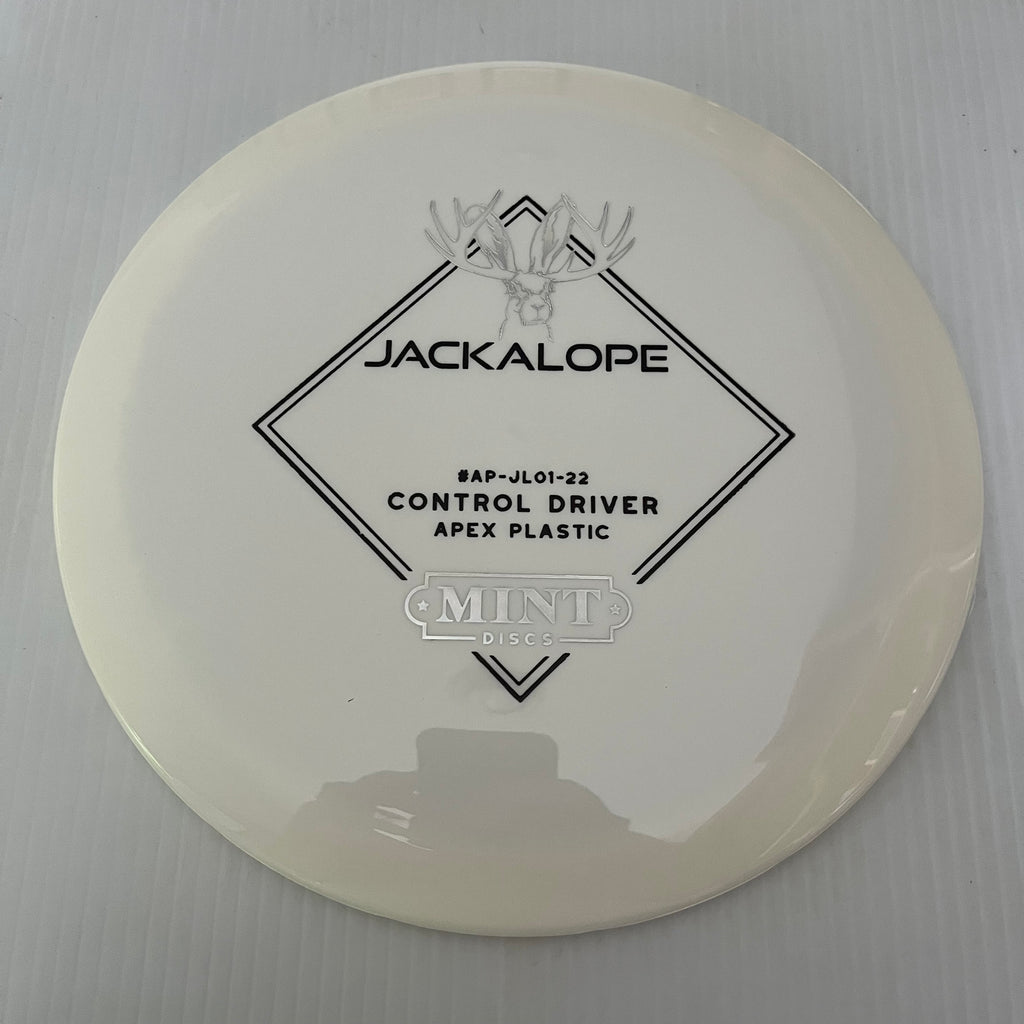 JACKALOPE
#AP-JL01-22
CONTROL DRIVER
APEX PLASTIC
MINT
DISCS